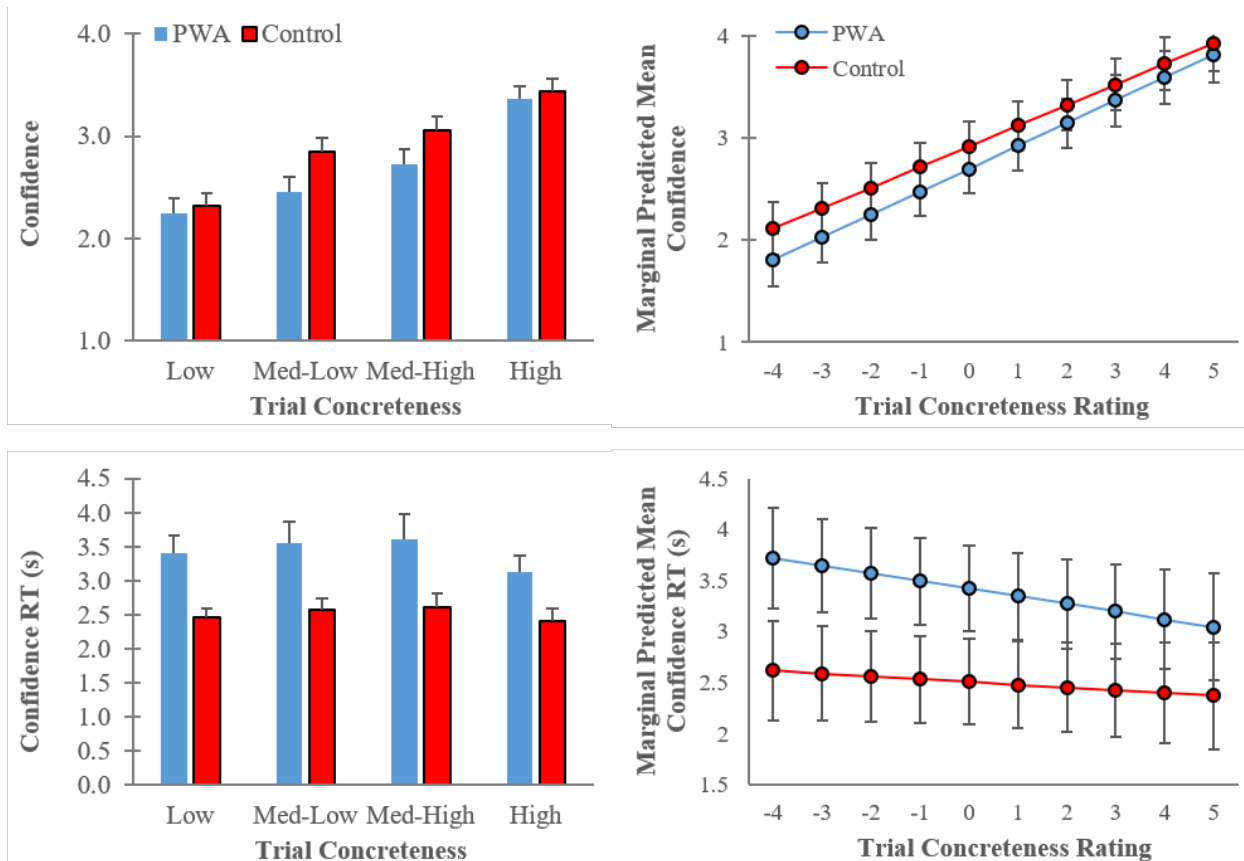 PWA Control
Confidence
4.0
3.0
2.0
1.0
Low Med-Low Med-High High
Trial Concreteness
PWA
Control
Marginal Predicted Mean
Confidence
4
3
2
1
-4 -3 -2 -1 0 1 2 3 4 5
Trial Concreteness Rating
Confidence RT (s)
4.5
4.0
3.5
3.0
2.5
2.0
1.5
1.0
0.5
0.0
Low Med-Low Med-High High
Trial Concreteness
Marginal Predicted Mean
Confidence RT (s)
4.5
4
3.5
3
2.5
2
1.5
-4 -3 -2 -1 0 1 2 3 4 5
Trial Concreteness Rating